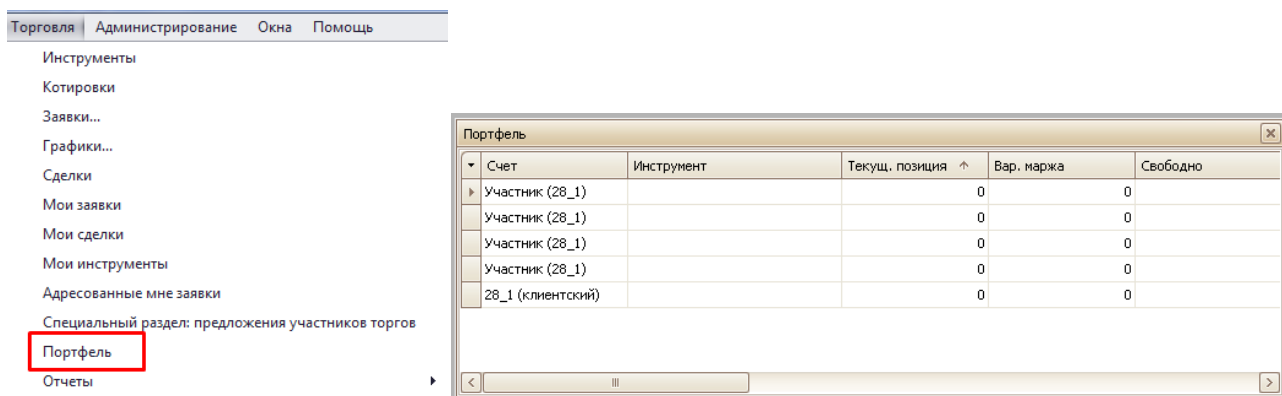 Торговля Администрирование Окна Помощь
Инструменты
Котировки
Заявки...
Графики...
Сделки
Мои заявки
Мои сделки
Мои инструменты
Адресованные мне заявки
Специальный раздел: предложения участников торгов
Портфель
Отчеты
Портфель
Счет Инструмент Текущ. позиция Вар. маржа Свободно
Участник (28_1) 0 0
Участник (28_1) 0 0
Участник (28_1) 0 0
Участник (28_1) 0 0
28_1 (клиентский) 0 0